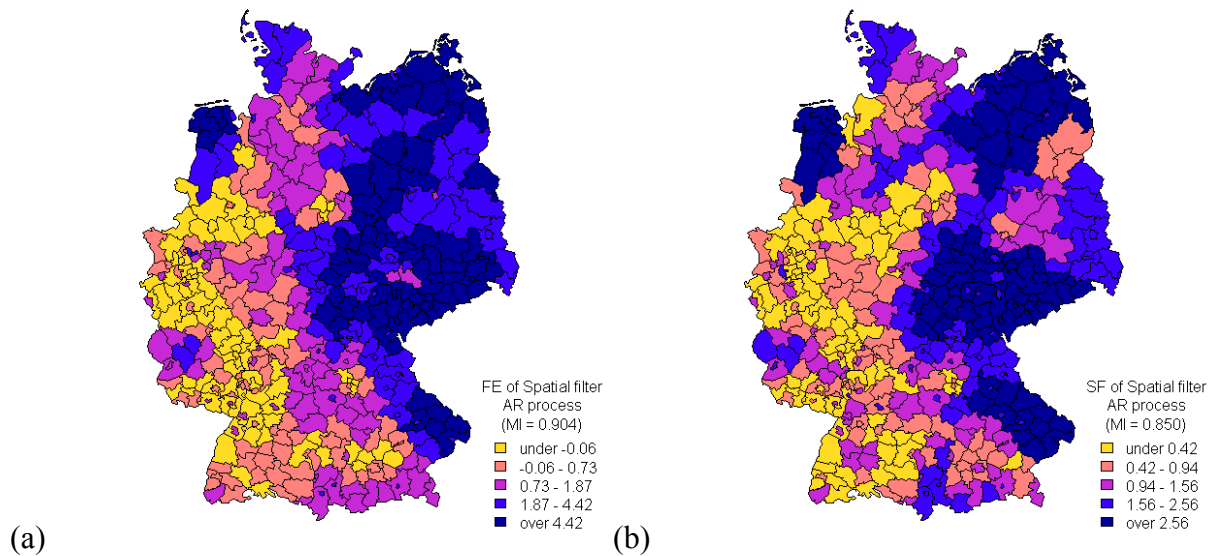 FE of Spatial filter
AR process
(MI = 0.904)
under -0.06
-0.06 - 0.73
0.73 - 1.87
1.87 - 4.42
over 4.42
(a)
SF of Spatial filter
AR process
(MI = 0.850)
under 0.42
0.42 - 0.94
0.94 - 1.56
1.56 - 2.56
over 2.56
(b)